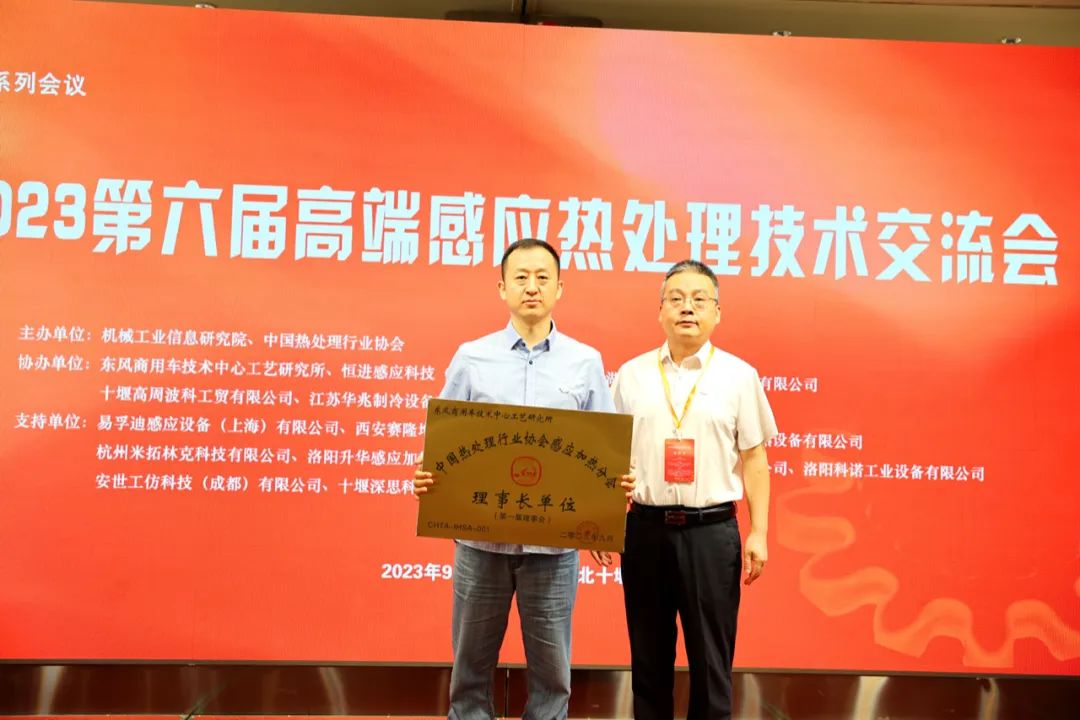 系列会议
023第六届高端感应热处理技术交流会
主办单位：机械工业信息研究院、中国热处理行业协会
协办单位：东风商用车技术中心工艺研究所、恒进感应科技（
有限公司
十堰高周波科工贸有限公司、江苏华兆制冷设备
支持单位：易孚迪感应设备（上海）有限公司、西安赛隆
设备有限公司
杭州米拓林克科技有限公司、洛阳升华感应加
公司、洛阳科诺工业设备有限公司
安世工仿科技（成都）有限公司、十堰深思科
2023年9
北十堰
东风商用车技术中心工艺研究所
中国热处理行业协会感应加热分会
理事长单位
（第一届理事会）
CHTA-IHSA-001
二零二三年九月